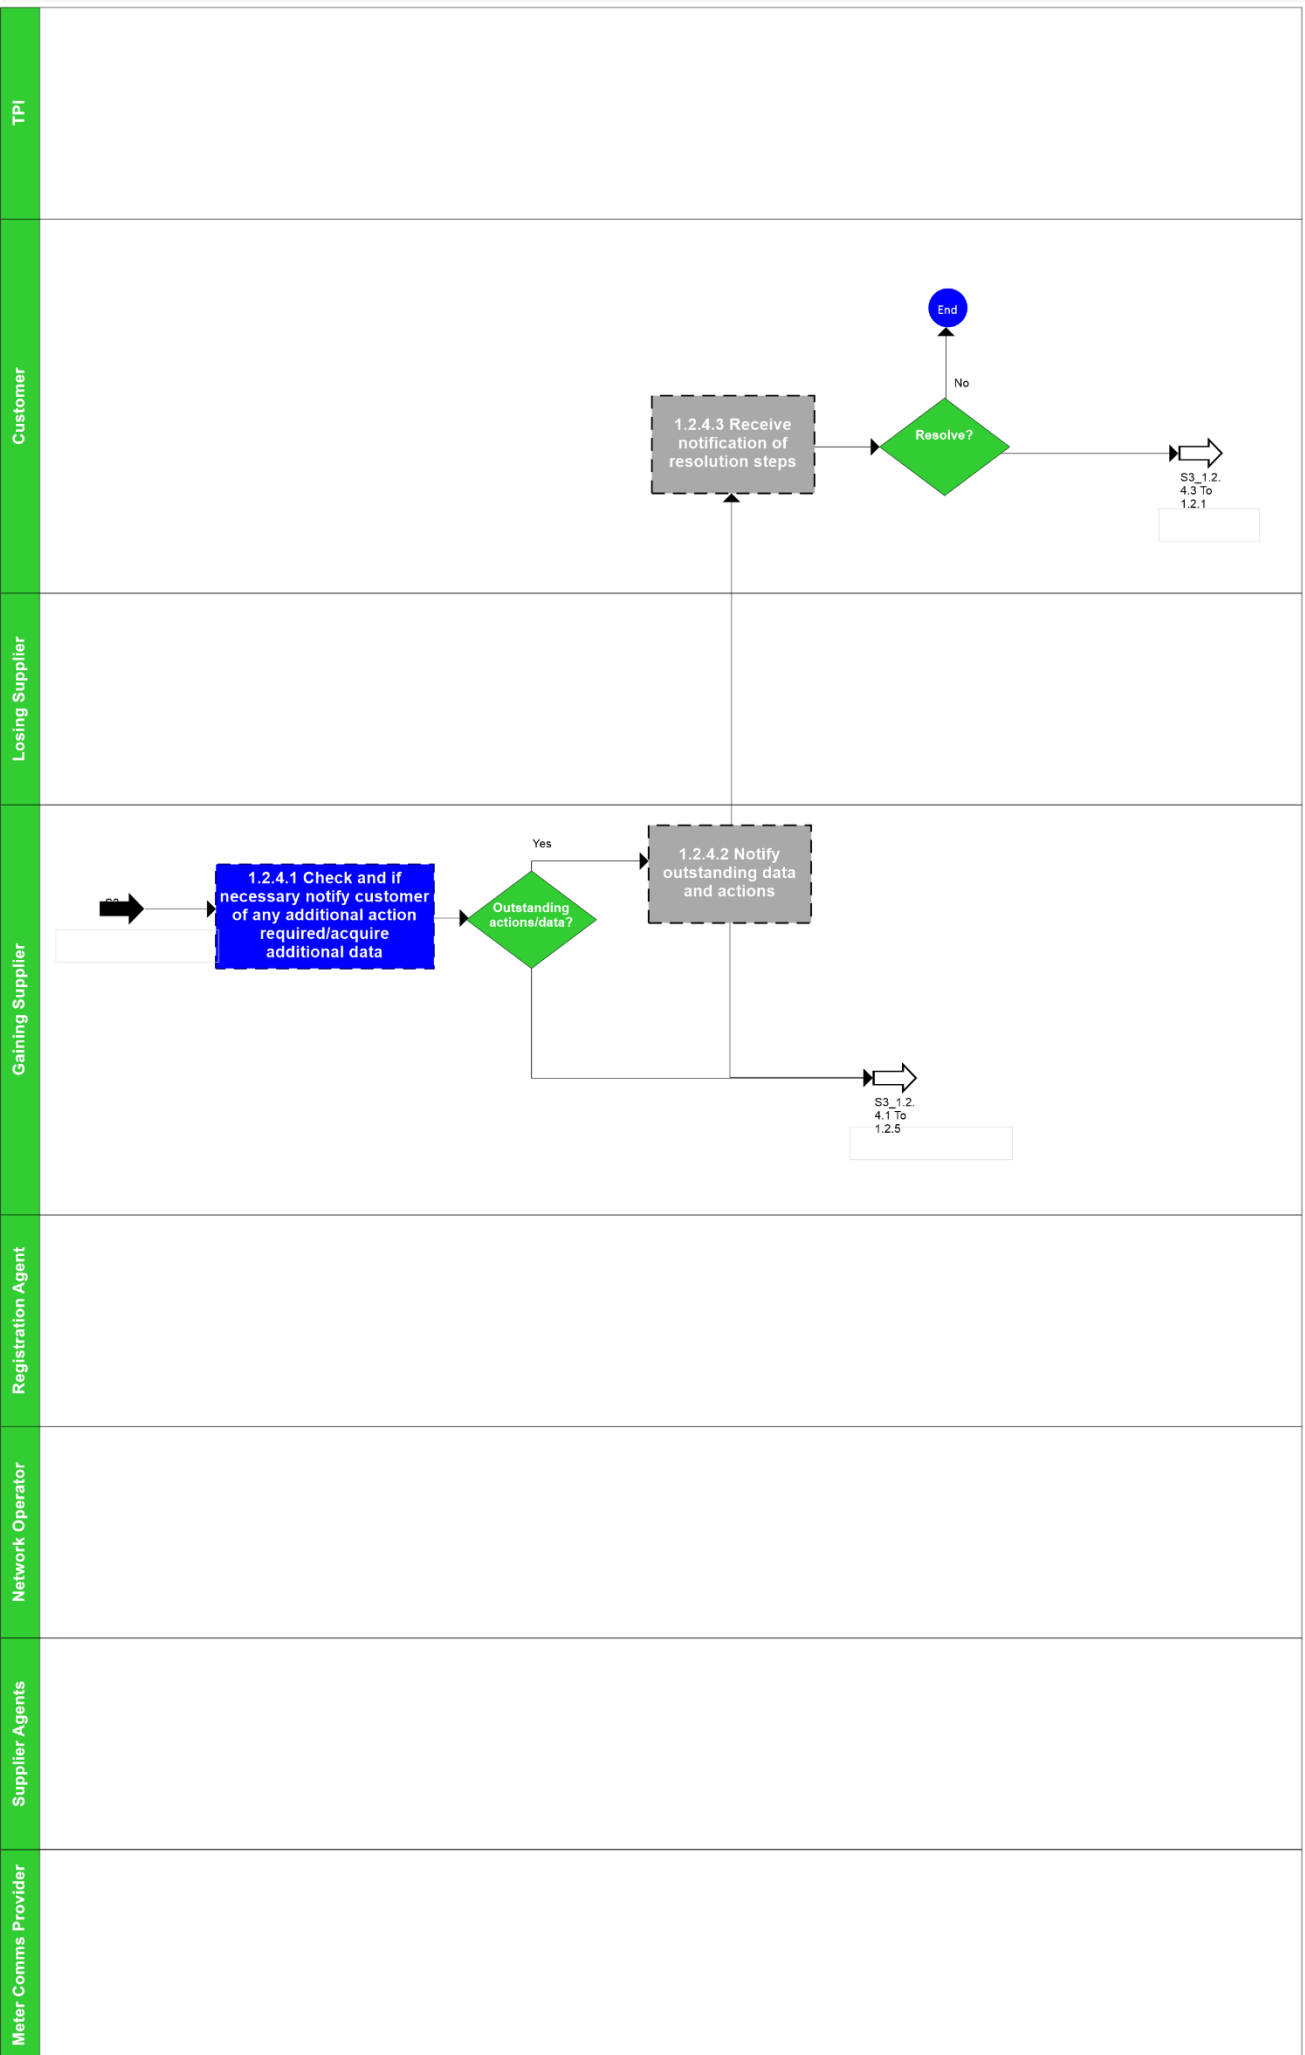 TPI
Customer
End
No
1.2.4.3 Receive
notification of
resolution steps
Resolve?
S3_1.2.
4.3 To
1.2.1
Losing Supplier
Gaining Supplier
Yes
1.2.4.1 Check and if
necessary notify customer
of any additional action
required/acquire
additional data
Outstanding
actions/data?
1.2.4.2 Notify
outstanding data
and actions
S3_1.2.
4.1 To
1.2.5
Registration Agent
Network Operator
Supplier Agents
Meter Comms Provider